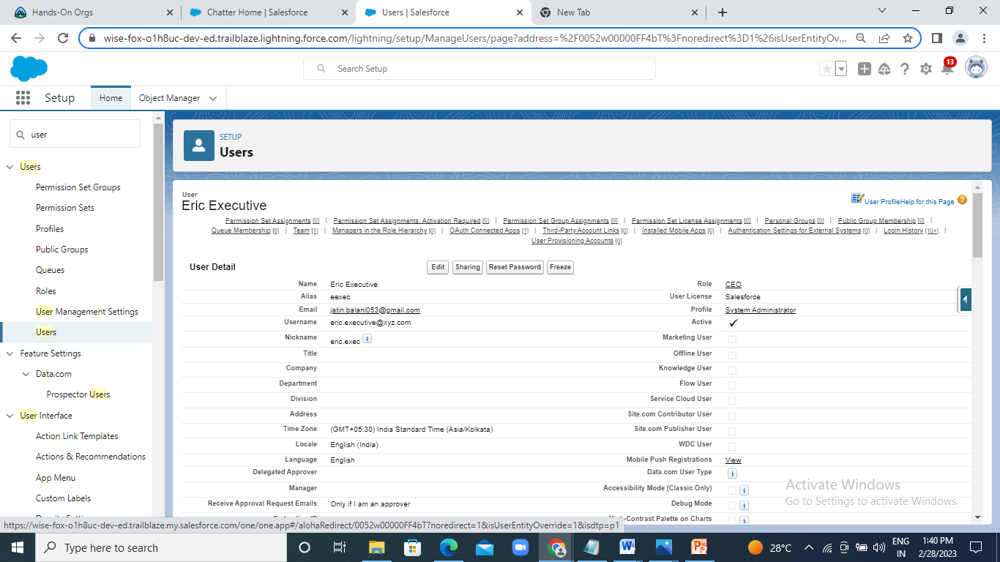 Hands-On Orgs
Chatter Home | Salesforce
Users | Salesforce
New Tab
wise-fox-o1h8uc-dev-ed.trailblaze.lightning.force.com/lightning/setup/ManageUsers/page?address=%2F0052w00000FF4bT%3Fnoredirect%3D1%26isUserEntityOv...
Search Setup
13
Setup
Home
Object Manager
user
Users
Permission Set Groups
Permission Sets
Profiles
Public Groups
Queues
Roles
User Management Settings
Users
Feature Settings
Data.com
Prospector Users
User Interface
Action Link Templates
Actions & Recommendations
App Menu
Custom Labels
SETUP
Users
User
Eric Executive
User Profile Help for this Page
Permission Set Assignments [0] | Permission Set Assignments: Activation Required [0] | Permission Set Group Assignments [0] | Permission Set License Assignments [0] | Personal Groups [0] | Public Group Membership [0] |
Queue Membership [0] | Team [1] | Managers in the Role Hierarchy [0] | OAuth Connected Apps [1] | Third-Party Account Links [0] | Installed Mobile Apps [0] | Authentication Settings for External Systems [0] | Login History [10+] |
User Provisioning Accounts [0]
User Detail
Edit
Sharing
Reset Password
Freeze
Name Eric Executive Role CEO
Alias eexec User License Salesforce
Email jatin.balani053@gmail.com Profile System Administrator
Username eric.executive@xyz.com Active
Nickname eric.exec Marketing User
Title Offline User
Company Knowledge User
Department Flow User
Division Service Cloud User
Address Site.com Contributor User
Time Zone (GMT+05:30) India Standard Time (Asia/Kolkata) Site.com Publisher User
Locale English (India) WDC User
Language English Mobile Push Registrations View
Delegated Approver Data.com User Type
Manager Accessibility Mode (Classic Only)
Receive Approval Request Emails Only if I am an approver Debug Mode
High-Contrast Palette on Charts
Activate Windows
Go to Settings to activate Windows.
https://wise-fox-o1h8uc-dev-ed.trailblaze.my.salesforce.com/one/one.app#/alohaRedirect/0052w00000FF4bT?noredirect=1&isUserEntityOverride=1&isdtp=p1
Type here to search
28°C
ENG
IN
1:40 PM
2/28/2023